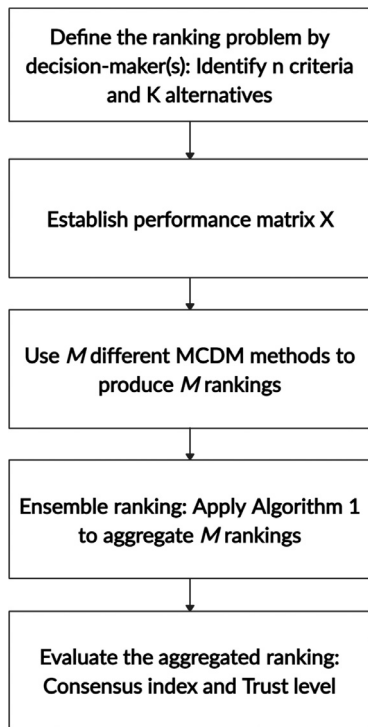 Define the ranking problem by
decision-maker(s): Identify n criteria
and K alternatives
Establish performance matrix X
Use M different MCDM methods to
produce M rankings
Ensemble ranking: Apply Algorithm 1
to aggregate M rankings
Evaluate the aggregated ranking:
Consensus index and Trust level